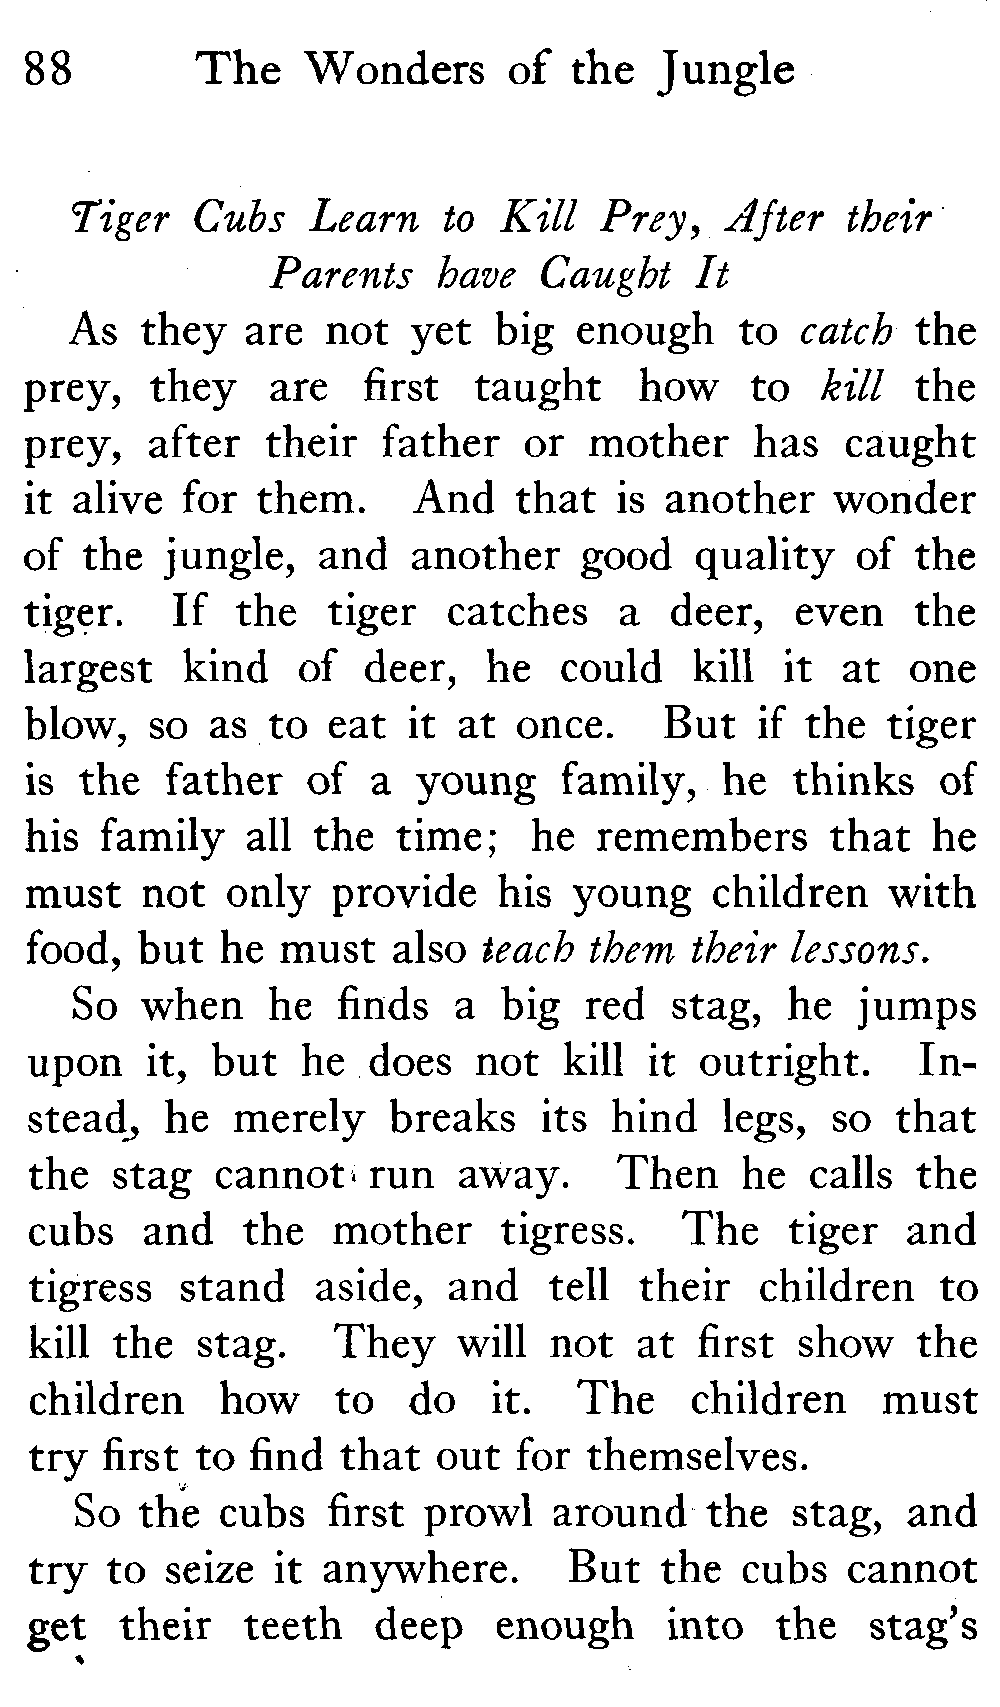 88 The Wonders of the Jungle
Tiger Cubs Learn to Kill Prey, After their
Parents have Caught It
As they are not yet big enough to catch the
prey, they are first taught how to kill the
prey, after their father or mother has caught
it alive for them. And that is another wonder
of the jungle, and another good quality of the
tiger. If the tiger catches a deer, even the
largest kind of deer, he could kill it at one
blow, so as to eat it at once. But if the tiger
is the father of a young family, he thinks of
his family all the time; he remembers that he
must not only provide his young children with
food, but he must also teach them their lessons.
So when he finds a big red stag, he jumps
upon it, but he does not kill it outright. In-
stead, he merely breaks its hind legs, so that
the stag cannot run away. Then he calls the
cubs and the mother tigress. The tiger and
tigress stand aside, and tell their children to
kill the stag. They will not at first show the
children how to do it. The children must
try first to find that out for themselves.
So the cubs first prowl around the stag, and
try to seize it anywhere. But the cubs cannot
get their teeth deep enough into the stag's